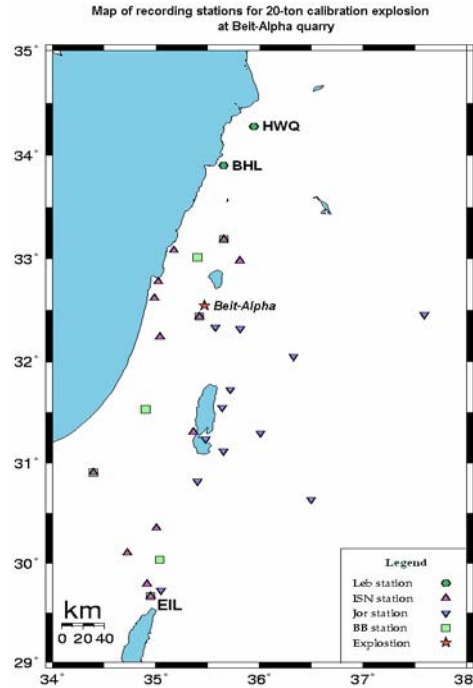 Map of recording stations for 20-ton calibration explosion
at Beit-Alpha quarry
35°
34°
33°
32°
31°
30°
29°
HWQ
BHL
Beit-Alpha
EIL
km
0 20 40
Legend
Leb station
ISN station
Jor station
BB station
Explostion
34°
35°
36°
37°
38°